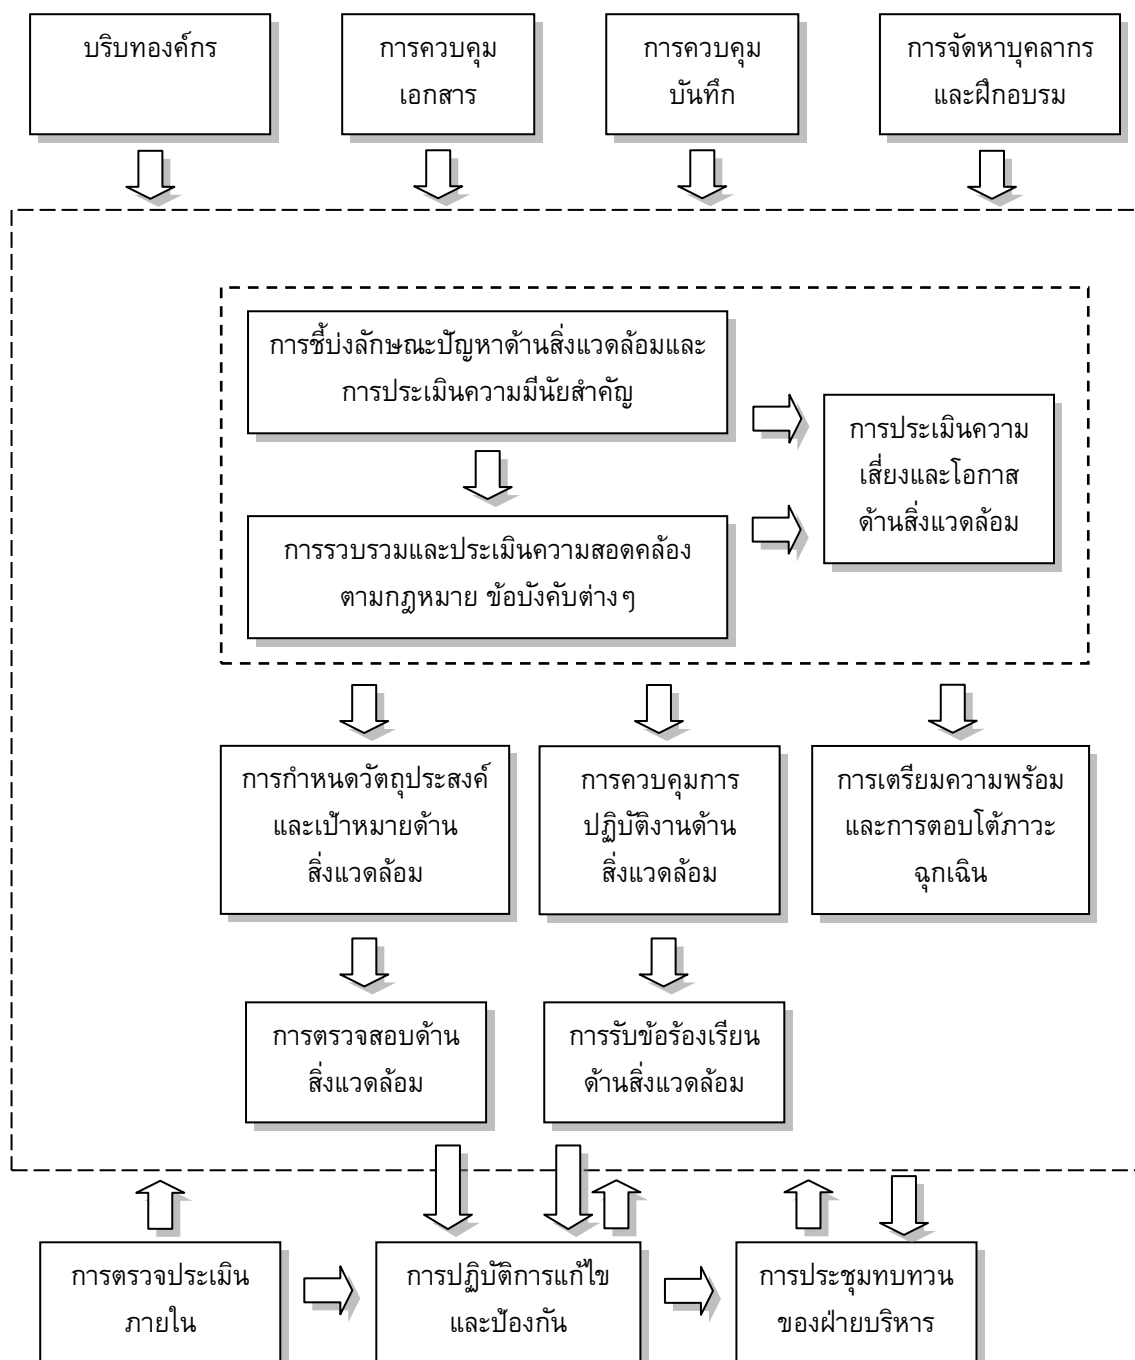 บริบทองค์กร
การควบคุม
เอกสาร
การควบคุม
บันทึก
การจัดหาบุคลากร
และฝึกอบรม
การชี้บ่งลักษณะปัญหาด้านสิ่งแวดล้อมและ
การประเมินความมีนัยสำคัญ
การประเมินความ
เสี่ยงและโอกาส
ด้านสิ่งแวดล้อม
การรวบรวมและประเมินความสอดคล้อง
ตามกฎหมาย ข้อบังคับต่างๆ
การกำหนดวัตถุประสงค์
และเป้าหมายด้าน
สิ่งแวดล้อม
การควบคุมการ
ปฏิบัติงานด้าน
สิ่งแวดล้อม
การเตรียมความพร้อม
และการตอบโต้ภาวะ
ฉุกเฉิน
การตรวจสอบด้าน
สิ่งแวดล้อม
การรับข้อร้องเรียน
ด้านสิ่งแวดล้อม
การตรวจประเมิน
ภายใน
การปฏิบัติการแก้ไข
และป้องกัน
การประชุมทบทวน
ของฝ่ายบริหาร